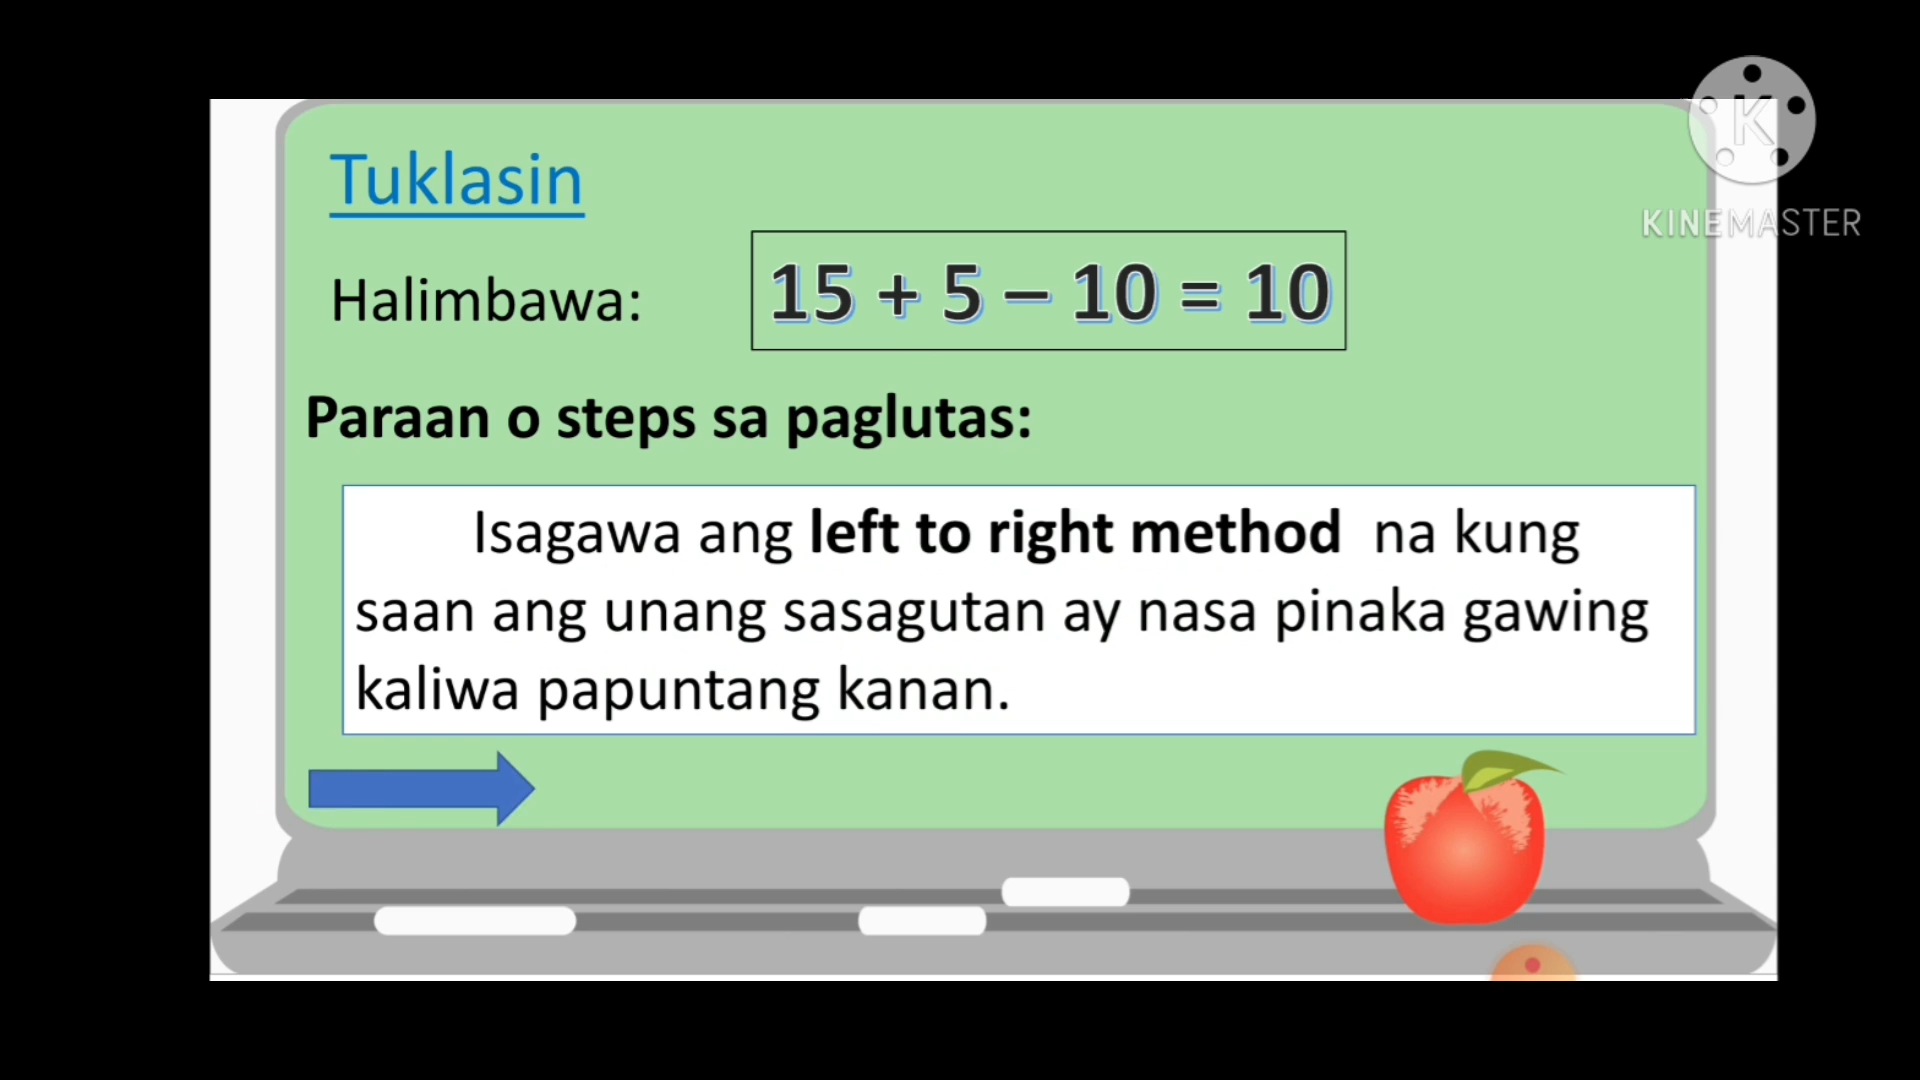 Tuklasin
Halimbawa:
15 + 5 – 10 = 10
Paraan o steps sa paglutas:
Isagawa ang left to right method na kung
saan ang unang sasagutan ay nasa pinaka gawing
kaliwa papuntang kanan.
K
KINEMASTER